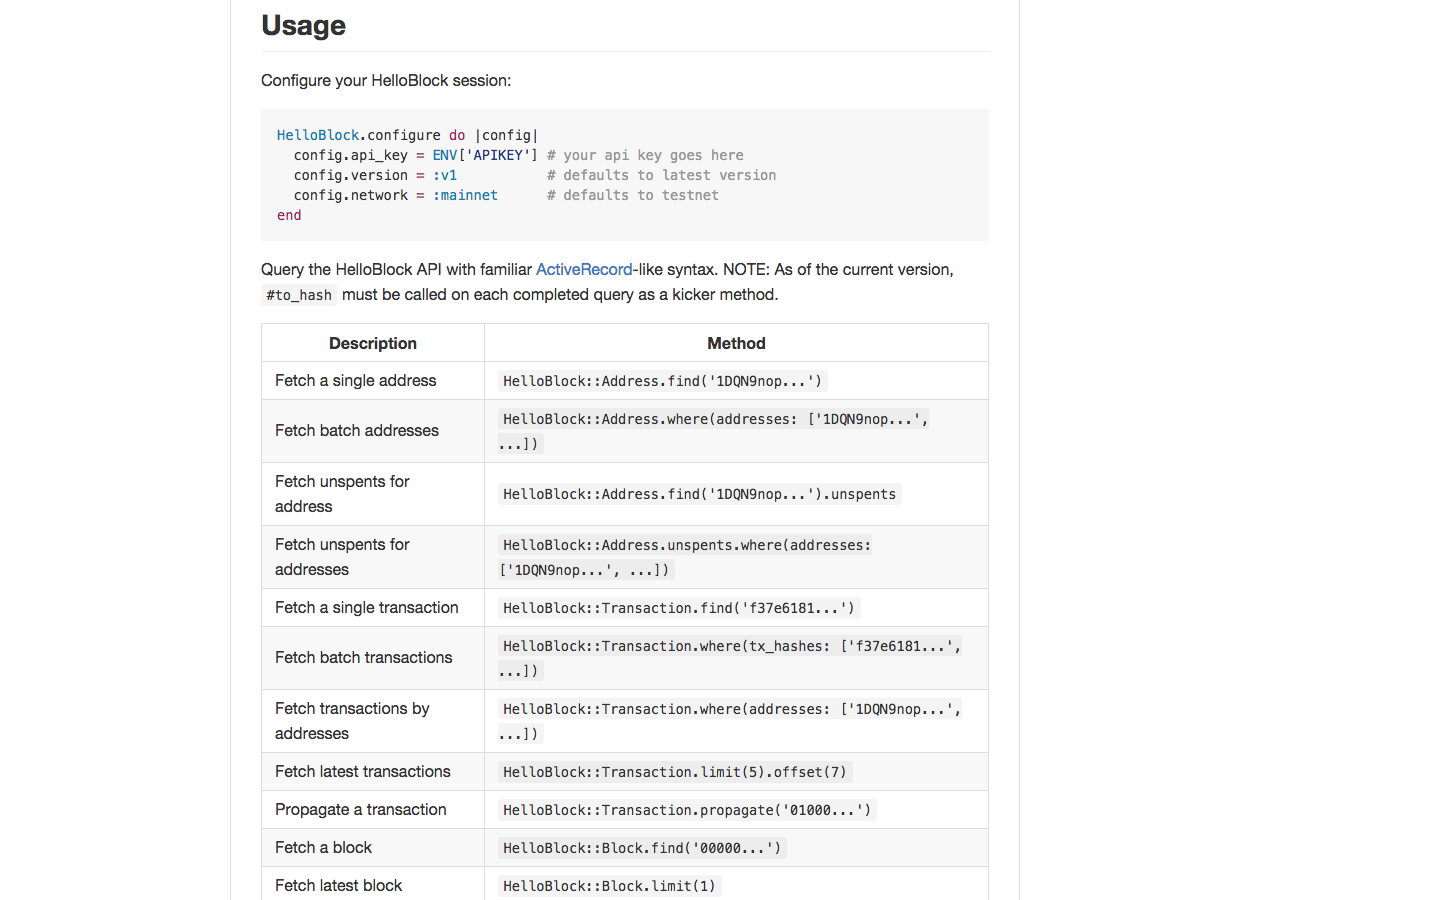 Usage
Configure your HelloBlock session:
HelloBlock.configure do |config|
  config.api_key = ENV['APIKEY'] # your api key goes here
  config.version = :v1           # defaults to latest version
  config.network = :mainnet      # defaults to testnet
end
Query the HelloBlock API with familiar ActiveRecord-like syntax. NOTE: As of the current version,
#to_hash must be called on each completed query as a kicker method.
Description Method
Fetch a single address HelloBlock::Address.find('1DQN9nop...')
Fetch batch addresses HelloBlock::Address.where(addresses: ['1DQN9nop...',
...])
Fetch unspents for
address
HelloBlock::Address.find('1DQN9nop...').unspents
Fetch unspents for
addresses
HelloBlock::Address.unspents.where(addresses:
['1DQN9nop...', ...])
Fetch a single transaction HelloBlock::Transaction.find('f37e6181...')
Fetch batch transactions HelloBlock::Transaction.where(tx_hashes: ['f37e6181...',
...])
Fetch transactions by
addresses
HelloBlock::Transaction.where(addresses: ['1DQN9nop...',
...])
Fetch latest transactions HelloBlock::Transaction.limit(5).offset(7)
Propagate a transaction HelloBlock::Transaction.propagate('01000...')
Fetch a block HelloBlock::Block.find('00000...')
Fetch latest block HelloBlock::Block.limit(1)